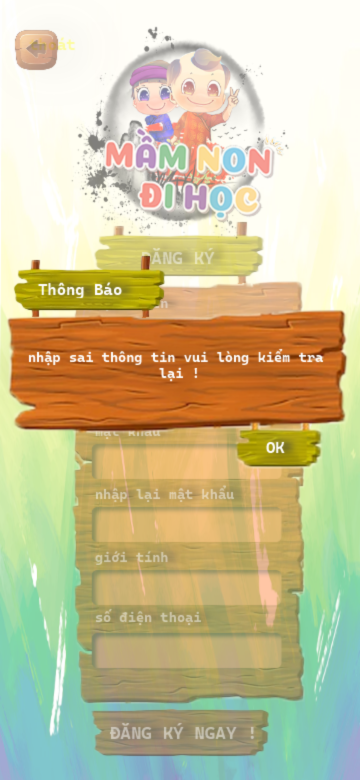 MẦM NON
ĐI HỌC
ĐĂNG KÝ
Thông Báo
nhập sai thông tin vui lòng kiểm tra
lại !
OK
mật khẩu
nhập lại mật khẩu
giới tính
số điện thoại
ĐĂNG KÝ NGAY !